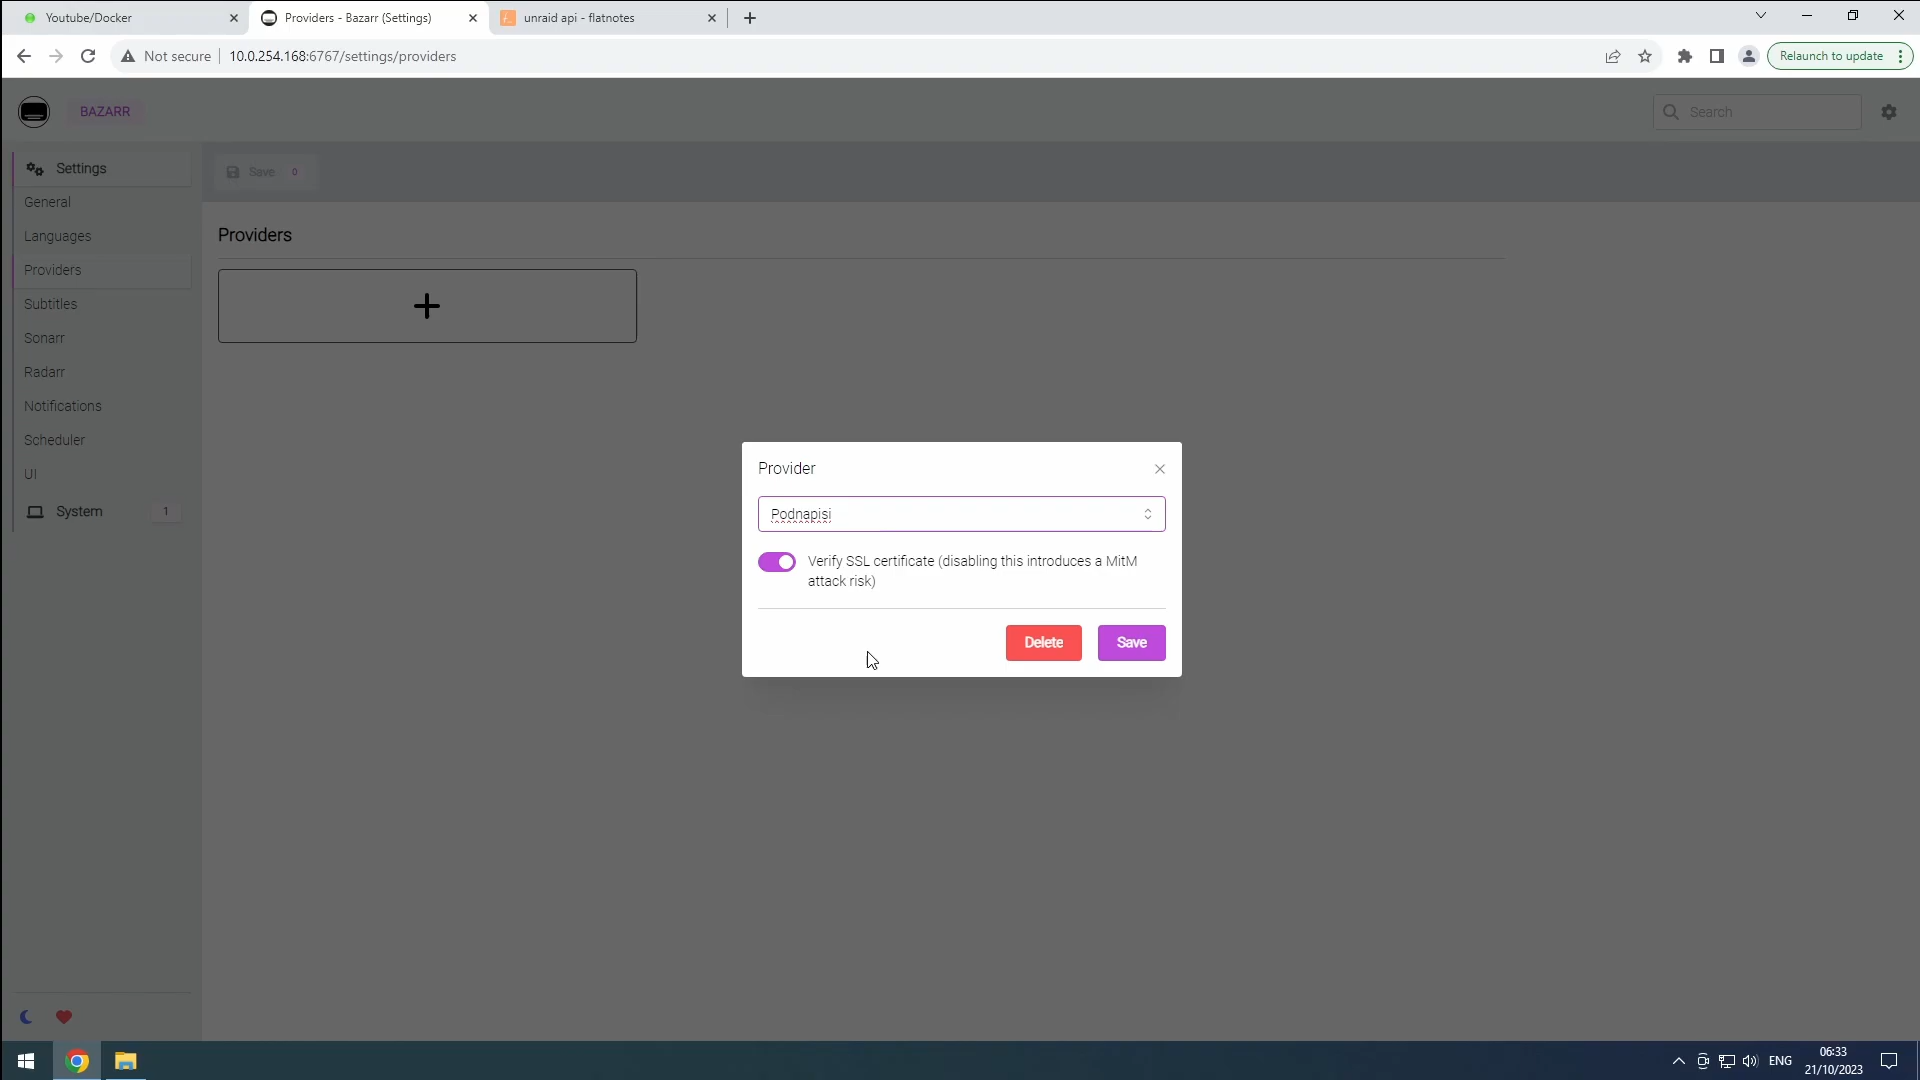 Youtube/Docker
Providers - Bazarr (Settings)
unraid api - flatnotes
Not secure
10.0.254.168:6767/settings/providers
Relaunch to update
BAZARR
Search
Settings
Save 0
General
Languages
Providers
Subtitles
Sonarr
Radarr
Notifications
Scheduler
UI
System 1
Providers
Provider
Podnapisi
Verify SSL certificate (disabling this introduces a MitM
attack risk)
Delete
Save
ENG
06:33
21/10/2023